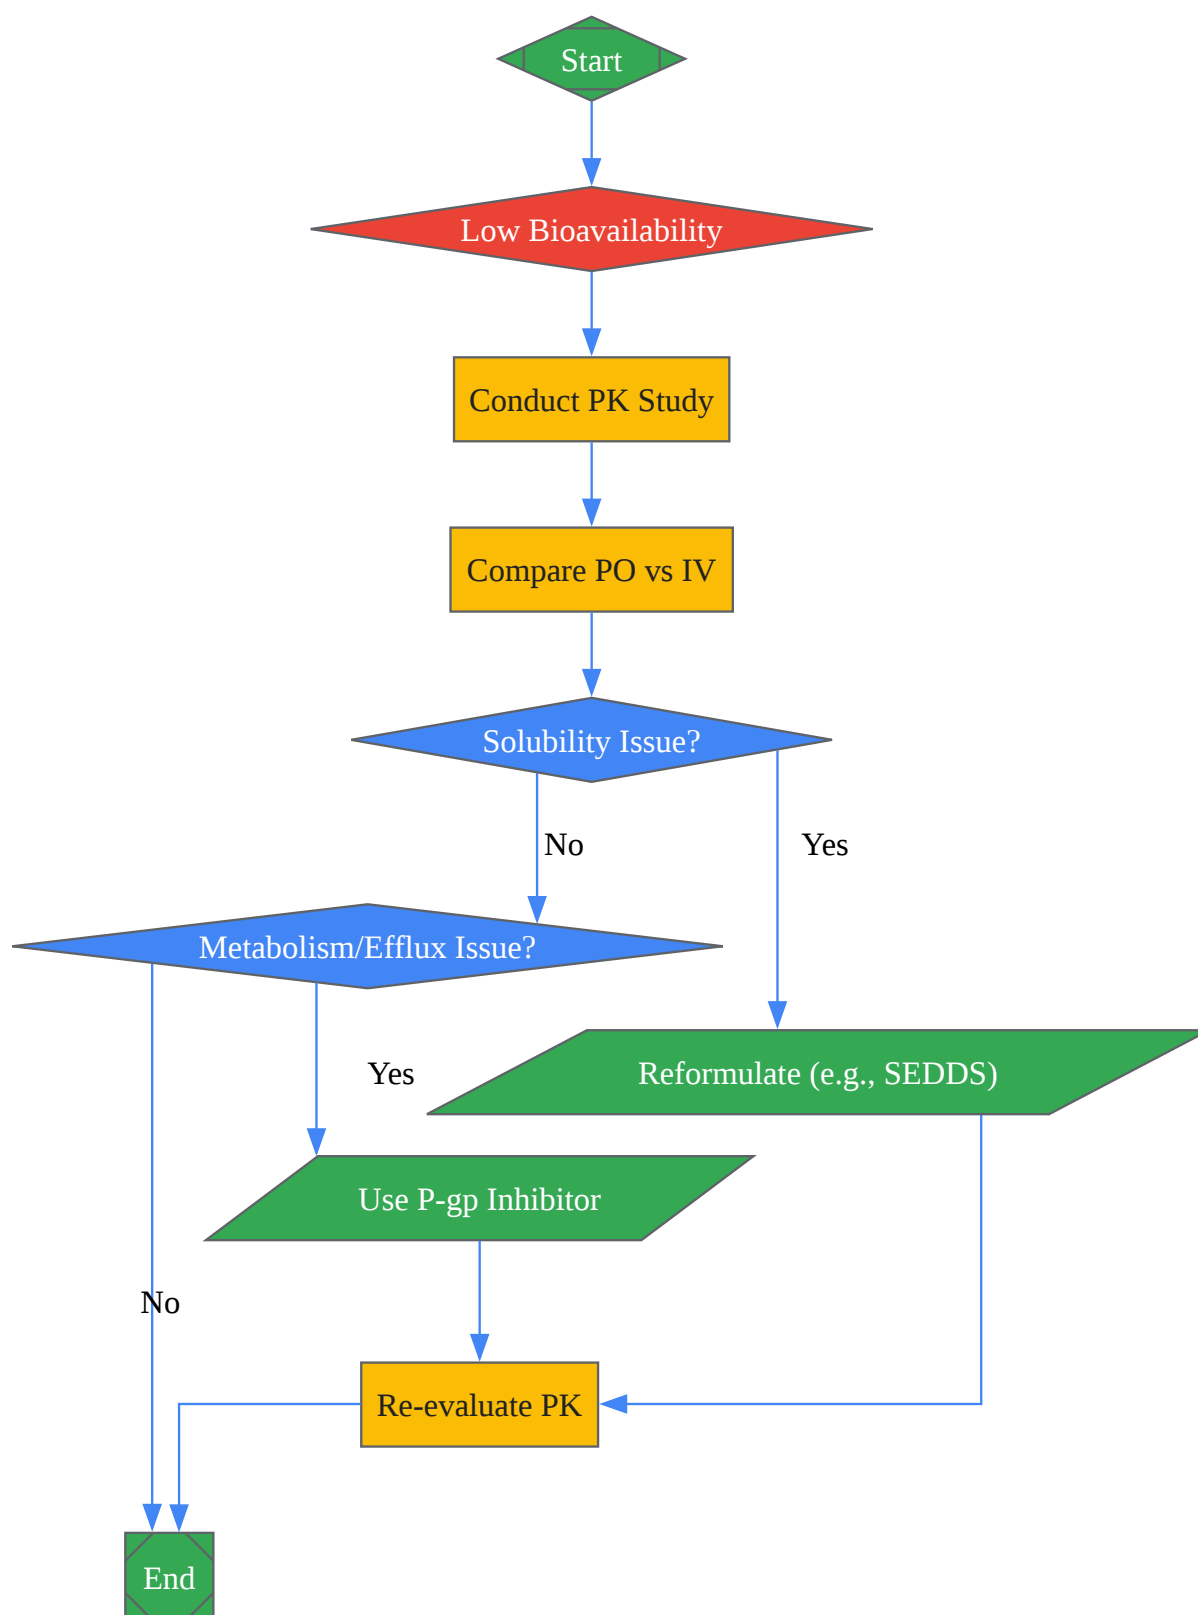 Start
Low Bioavailability
Conduct PK Study
Compare PO vs IV
Solubility Issue?
No
Yes
Metabolism/Efflux Issue?
Yes
Reformulate (e.g., SEDDS)
Use P-gp Inhibitor
No
Re-evaluate PK
End